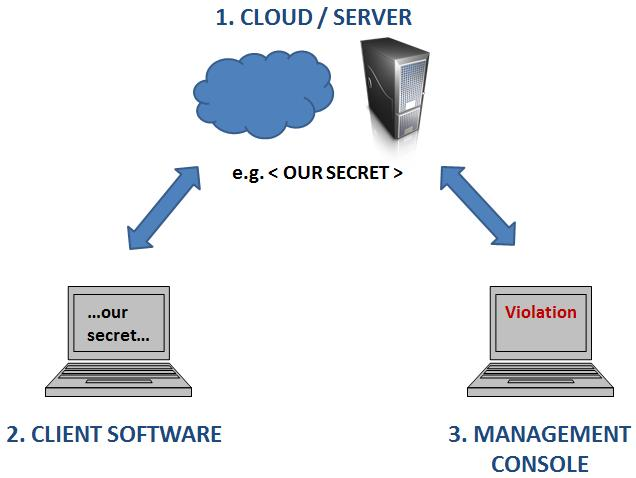 1. CLOUD / SERVER
e.g. < OUR SECRET >
...our
secret...
Violation
2. CLIENT SOFTWARE
3. MANAGEMENT
CONSOLE